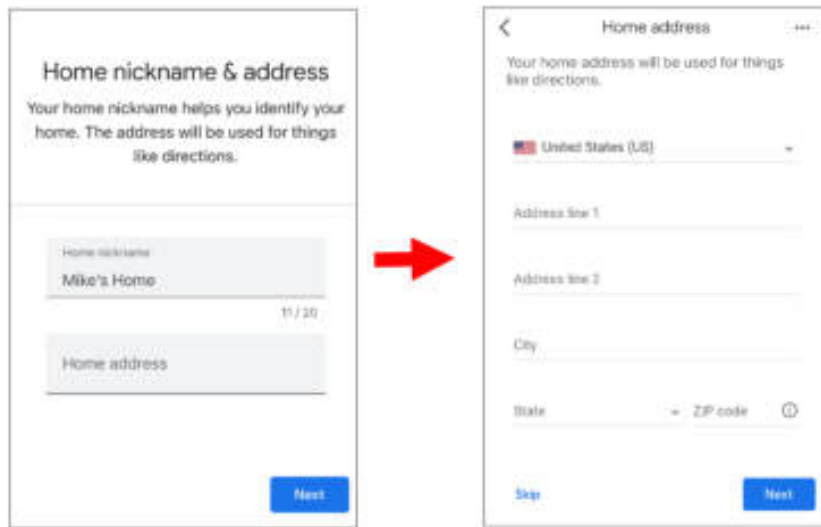 Home nickname & address
Your home nickname helps you identify your
home. The address will be used for things
like directions.
Home nickname
Mike's Home
11 / 20
Home address
Next
Home address
Your home address will be used for things
like directions.
United States (US)
Address line 1
Address line 2
City
State
ZIP code
Skip
Next